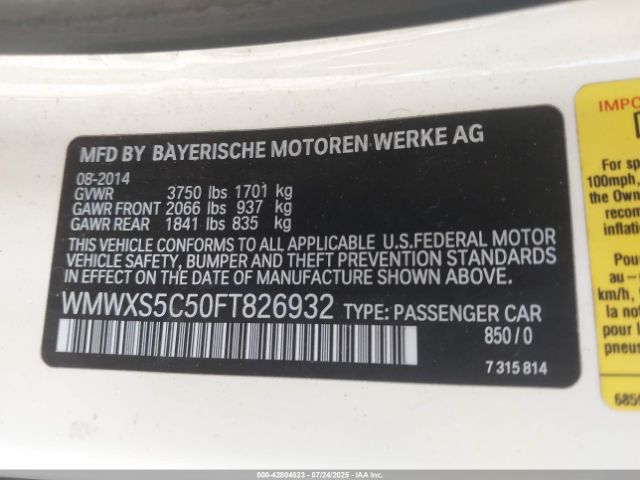 MFD BY BAYERISCHE MOTOREN WERKE AG
08-2014
GVWR 3750 lbs 1701 kg
GAWR FRONT 2066 lbs 937 kg
GAWR REAR 1841 lbs 835 kg
THIS VEHICLE CONFORMS TO ALL APPLICABLE U.S.FEDERAL MOTOR
VEHICLE SAFETY, BUMPER AND THEFT PREVENTION STANDARDS
IN EFFECT ON THE DATE OF MANUFACTURE SHOWN ABOVE.
WMWXS5C50FT826932 TYPE: PASSENGER CAR
850/0
7 315 814
IMPO
For sp
100mph,
the Own
recom
inflati
Pou
au –
km/h,
la no
pour l
pneus
685
000-42804823 - 07/24/2025 - IAA Inc.